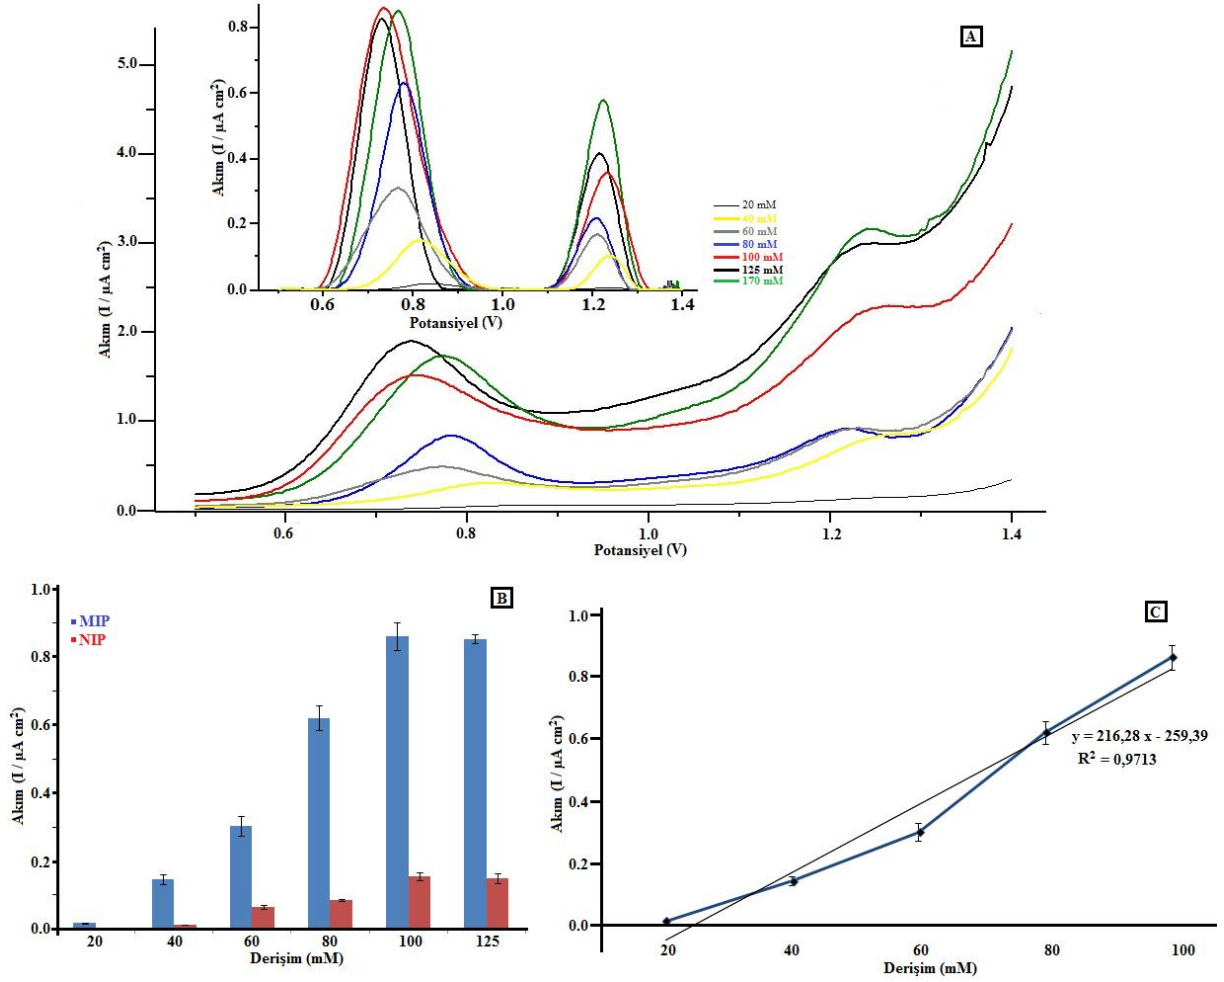 A
Akım (I / µA cm²)
5.0
4.0
3.0
2.0
1.0
0.0
0.6
0.8
1.0
1.2
1.4
Potansiyel (V)
Akım (I / µA cm²)
0.8
0.6
0.4
0.2
0.0
0.6
0.8
1.0
1.2
1.4
Potansiyel (V)
20 mM
40 mM
60 mM
80 mM
100 mM
125 mM
170 mM
B
MIP
NIP
Akım (I / µA cm²)
1.0
0.8
0.6
0.4
0.2
0.0
20
40
60
80
100
125
Derişim (mM)
C
Akım (I / µA cm²)
1.0
0.8
0.6
0.4
0.2
0.0
y = 216,28 x - 259,39
R² = 0,9713
20
40
60
80
100
Derişim (mM)